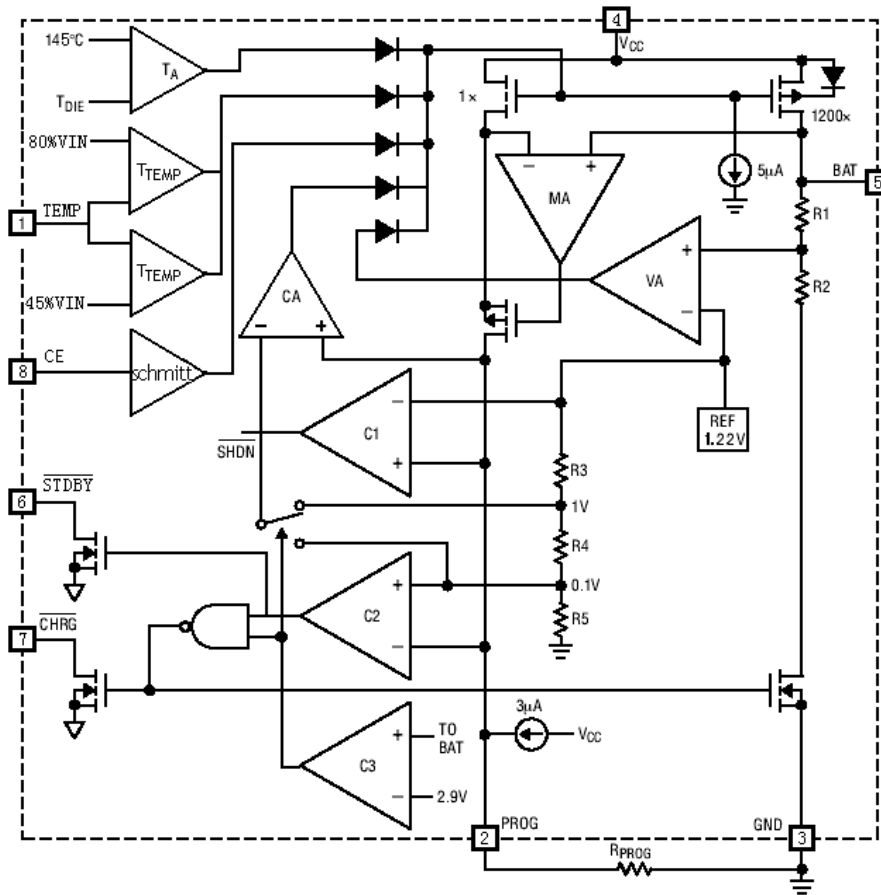 145°C
TA
TDIE
80%VIN
TTEMP
1
TEMP
TTEMP
45%VIN
8
CE
schmitt
4
VCC
1×
1200×
5µA
BAT
5
MA
R1
R2
VA
CA
REF
1.22V
C1
SHDN
R3
1V
R4
0.1V
R5
6
STDBY
C2
7
CHRG
3µA
VCC
C3
TO
BAT
2.9V
2
PROG
GND
3
RPROG